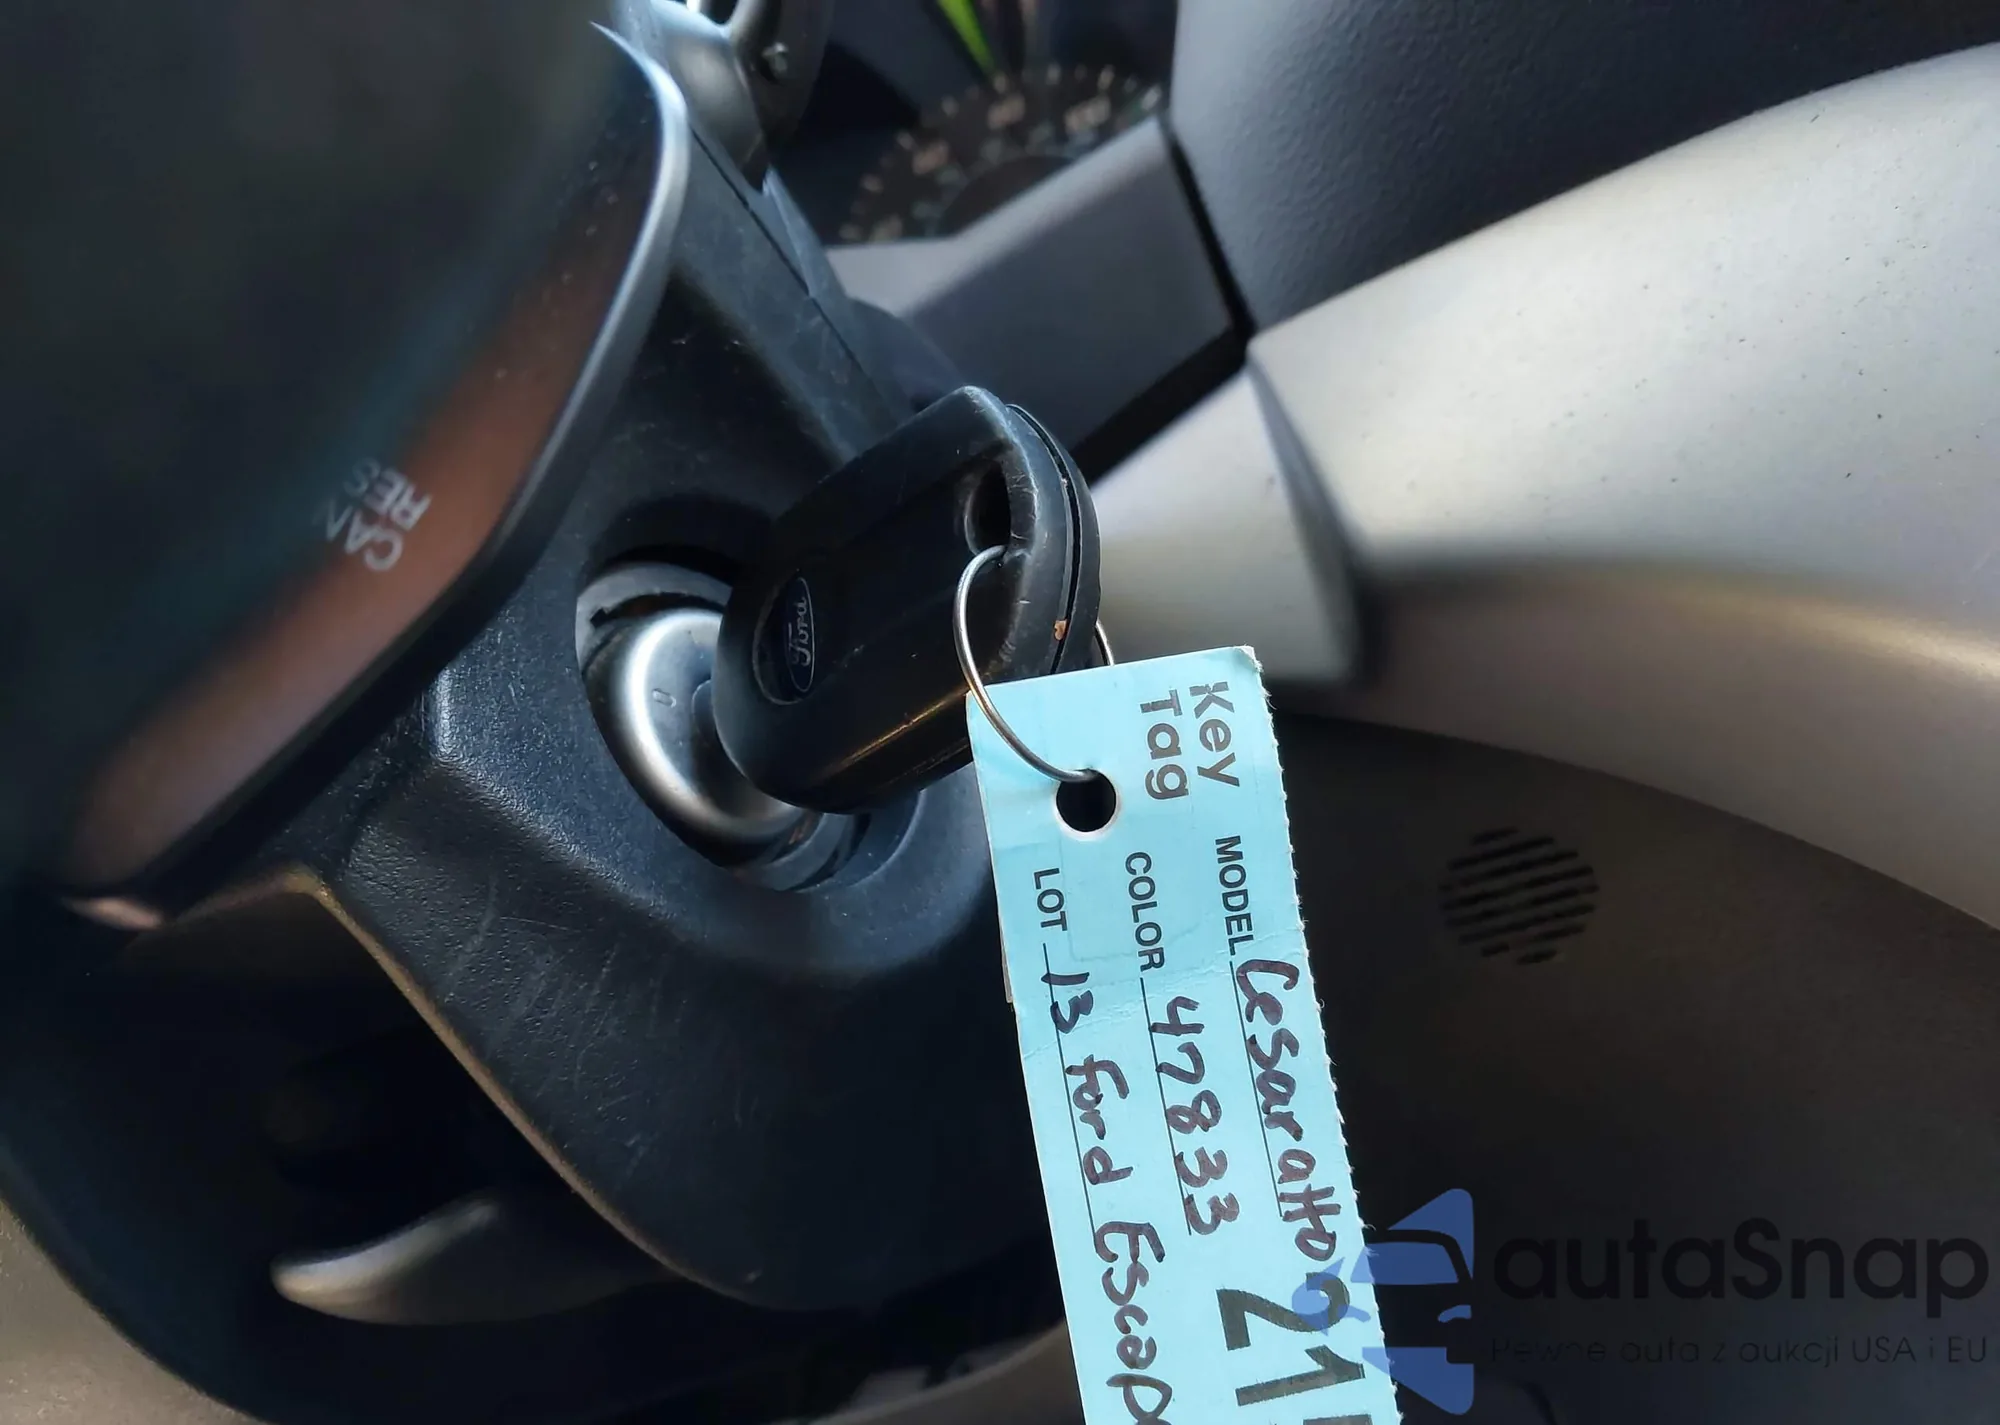 CAN
RES
Ford
0
Key
Tag
MODEL Cesaratto
COLOR 47833
LOT 13 Ford Escap
21
autaSnap
Pewne auta z aukcji USA i EU